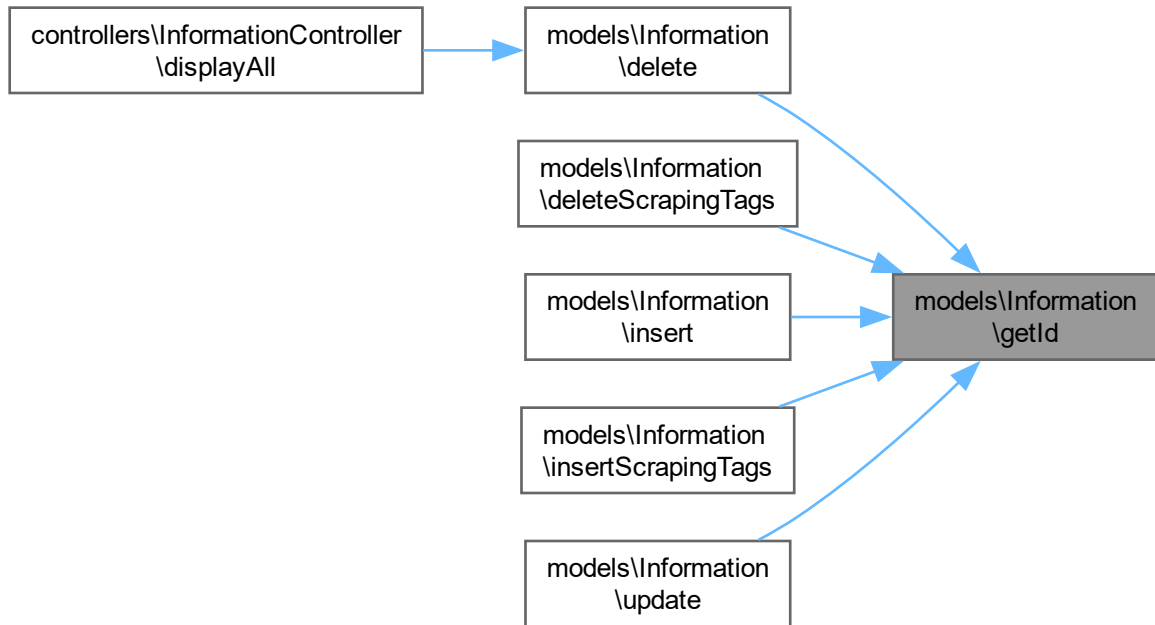 controllers\InformationController
\displayAll
models\Information
\delete
models\Information
\deleteScrapingTags
models\Information
\insert
models\Information
\getId
models\Information
\insertScrapingTags
models\Information
\update